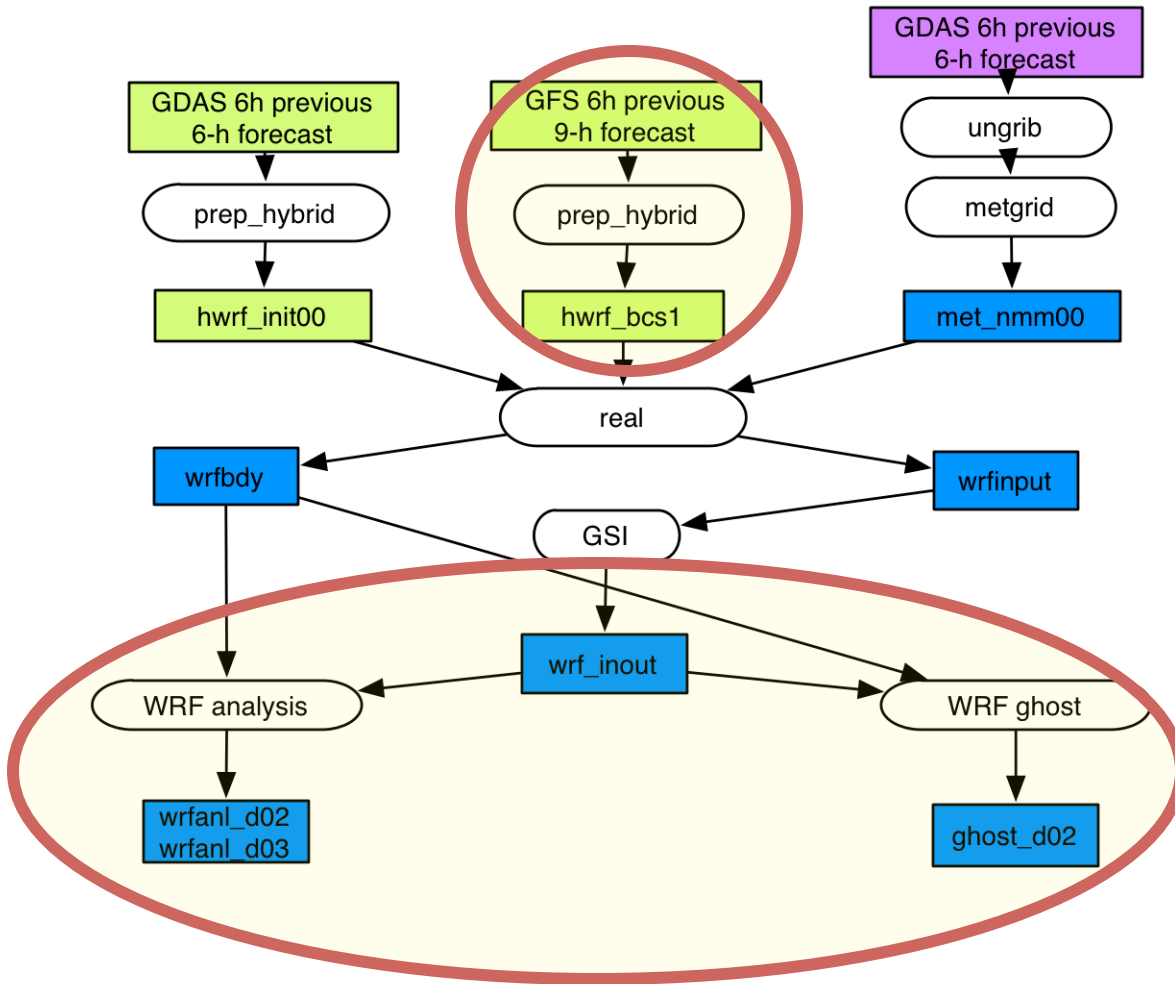 GDAS 6h previous
6-h forecast
GDAS 6h previous
6-h forecast
GFS 6h previous
9-h forecast
ungrib
prep_hybrid
prep_hybrid
metgrid
hwrf_init00
hwrf_bcs1
met_nmm00
real
wrfbdy
wrfinput
GSI
wrf_inout
WRF analysis
WRF ghost
wrfanl_d02
wrfanl_d03
ghost_d02